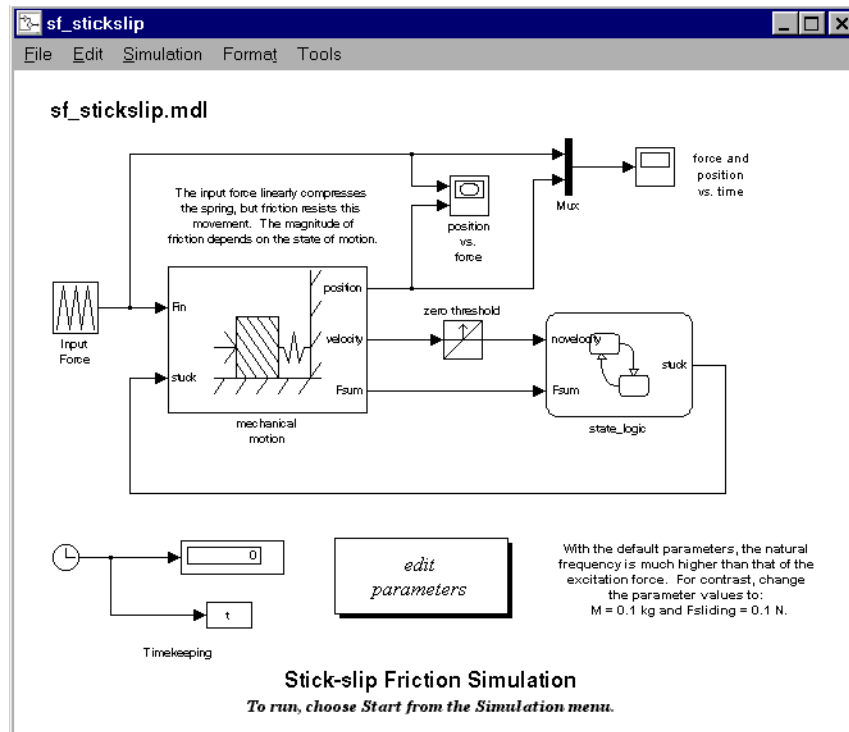 sf_stickslip
File Edit Simulation Format Tools
sf_stickslip.mdl
The input force linearly compresses
the spring, but friction resists this
movement. The magnitude of
friction depends on the state of motion.
position
vs.
force
Mux
force and
position
vs. time
Input
Force
Fin
stuck
position
velocity
Fsum
mechanical
motion
zero threshold
novelocity
Fsum
stuck
state_logic
0
t
Timekeeping
edit
parameters
With the default parameters, the natural
frequency is much higher than that of the
excitation force. For contrast, change
the parameter values to:
M = 0.1 kg and Fsliding = 0.1 N.
Stick-slip Friction Simulation
To run, choose Start from the Simulation menu.